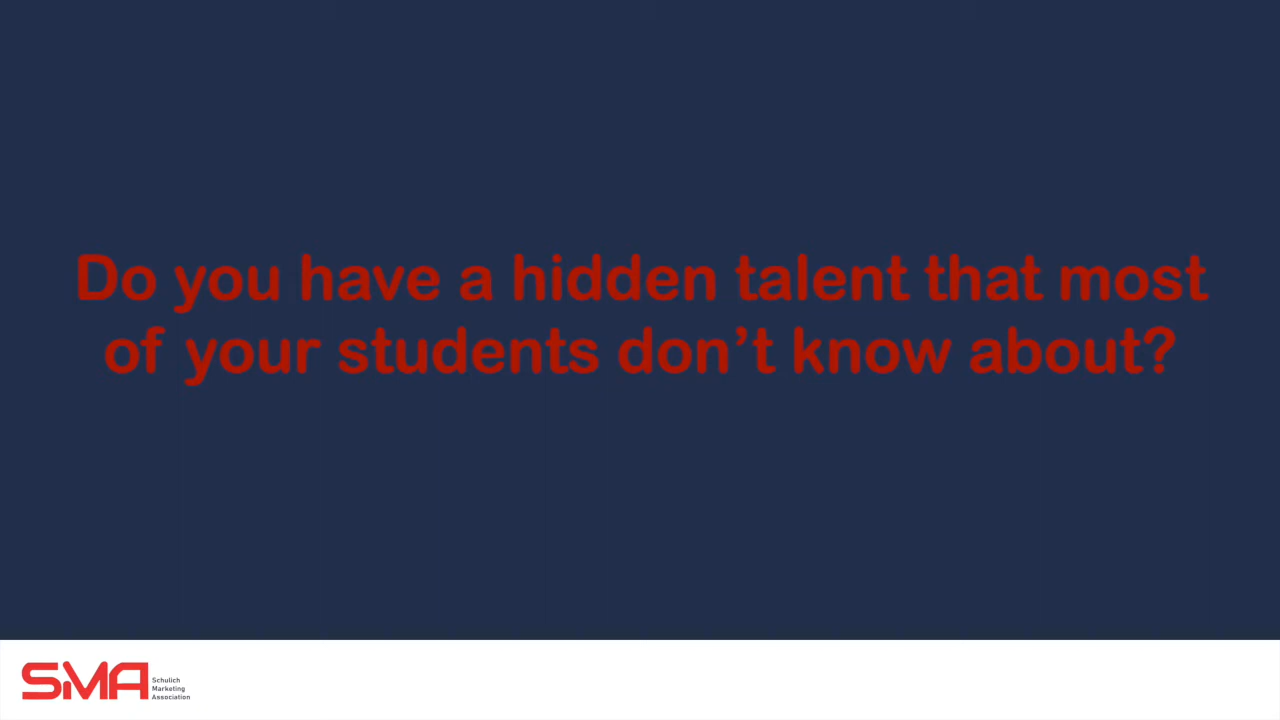 Do you have a hidden talent that most
of your students don’t know about?
SMA
Schulich
Marketing
Association